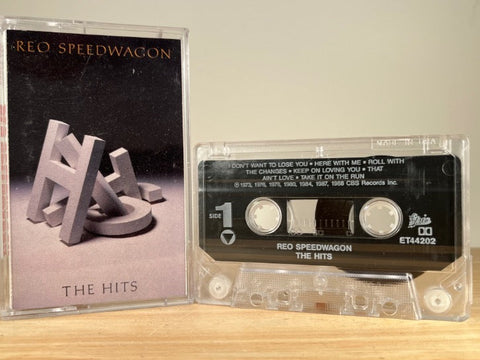 REO SPEEDWAGON
THE HITS
I DON'T WANT TO LOSE YOU • HERE WITH ME • ROLL WITH
THE CHANGES • KEEP ON LOVING YOU • THAT
AIN'T LOVE • TAKE IT ON THE RUN
℗ 1973, 1976, 1978, 1980, 1984, 1987, 1988 CBS Records Inc.
SIDE 1
Epic
ET44202
REO SPEEDWAGON
THE HITS